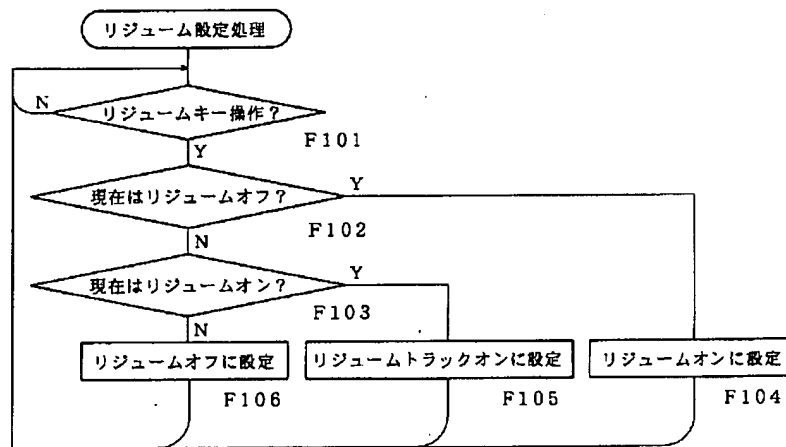 リジューム設定処理
N
リジュームキー操作？
F101
Y
現在はリジュームオフ？
Y
F102
N
現在はリジュームオン？
Y
F103
N
リジュームオフに設定
リジュームトラックオンに設定
リジュームオンに設定
F106
F105
F104